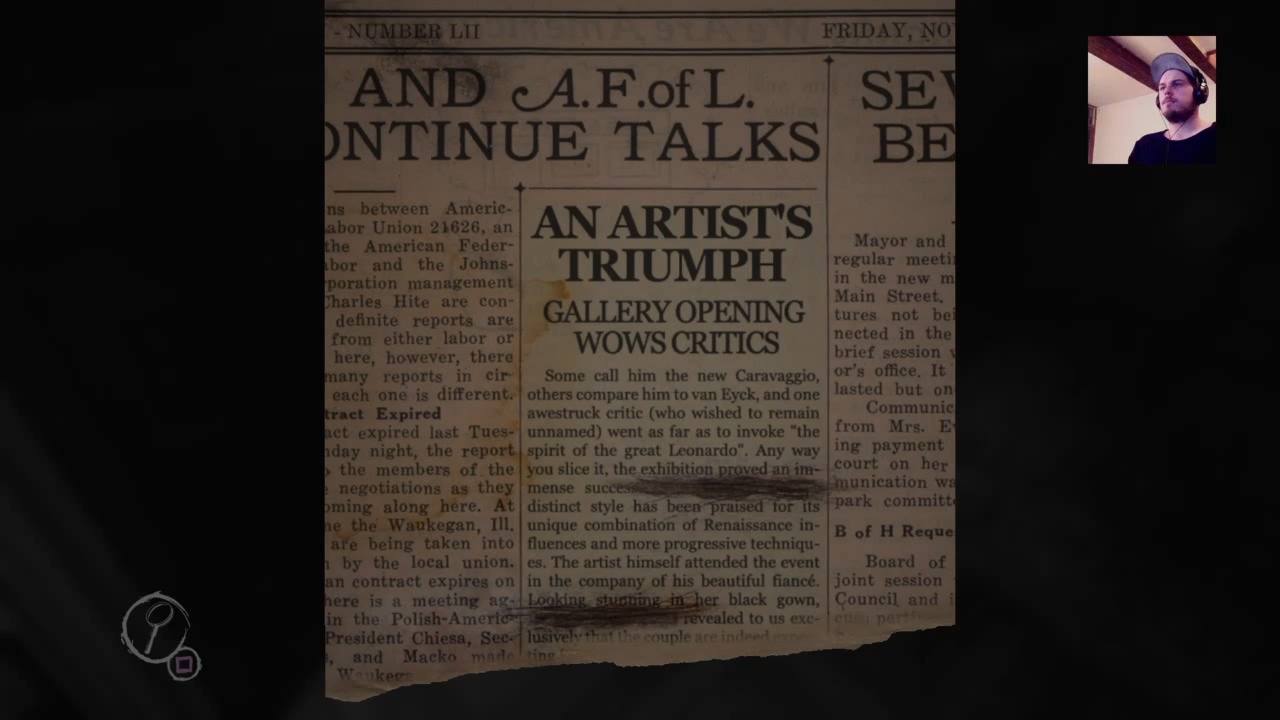 - NUMBER LII
FRIDAY, NO
AND A.F.of L.
ONTINUE TALKS
SE
BE
ns between Americ-
abor Union 21626, an
the American Feder-
abor and the Johns-
poration management
Charles Hite are con-
definite reports are
from either labor or
here, however, there
many reports in cir-
each one is different.
tract Expired
act expired last Tues-
day night, the report
the members of the
negotiations as they
oming along here. At
ne the Waukegan, Ill.
are being taken into
by the local union.
an contract expires on
here is a meeting ag-
in the Polish-Americ-
President Chiesa, Sec-
, and Macko made
Waukega
AN ARTIST'S
TRIUMPH
GALLERY OPENING
WOWS CRITICS
Some call him the new Caravaggio,
others compare him to van Eyck, and one
awestruck critic (who wished to remain
unnamed) went as far as to invoke "the
spirit of the great Leonardo". Any way
you slice it, the exhibition proved an im-
mense succes
distinct style has been praised for its
unique combination of Renaissance in-
fluences and more progressive techniqu-
es. The artist himself attended the event
in the company of his beautiful fiancé.
Looking stunning in her black gown,
revealed to us exc-
lusively that the couple are indeed expec-
ting
Mayor and
regular meeti
in the new m
Main Street.
tures not bei
nected in the
brief session
or's office. It
lasted but on
Communic
from Mrs. E
ing payment
court on her
munication wa
park committe
B of H Reque
Board of
joint session
Council and